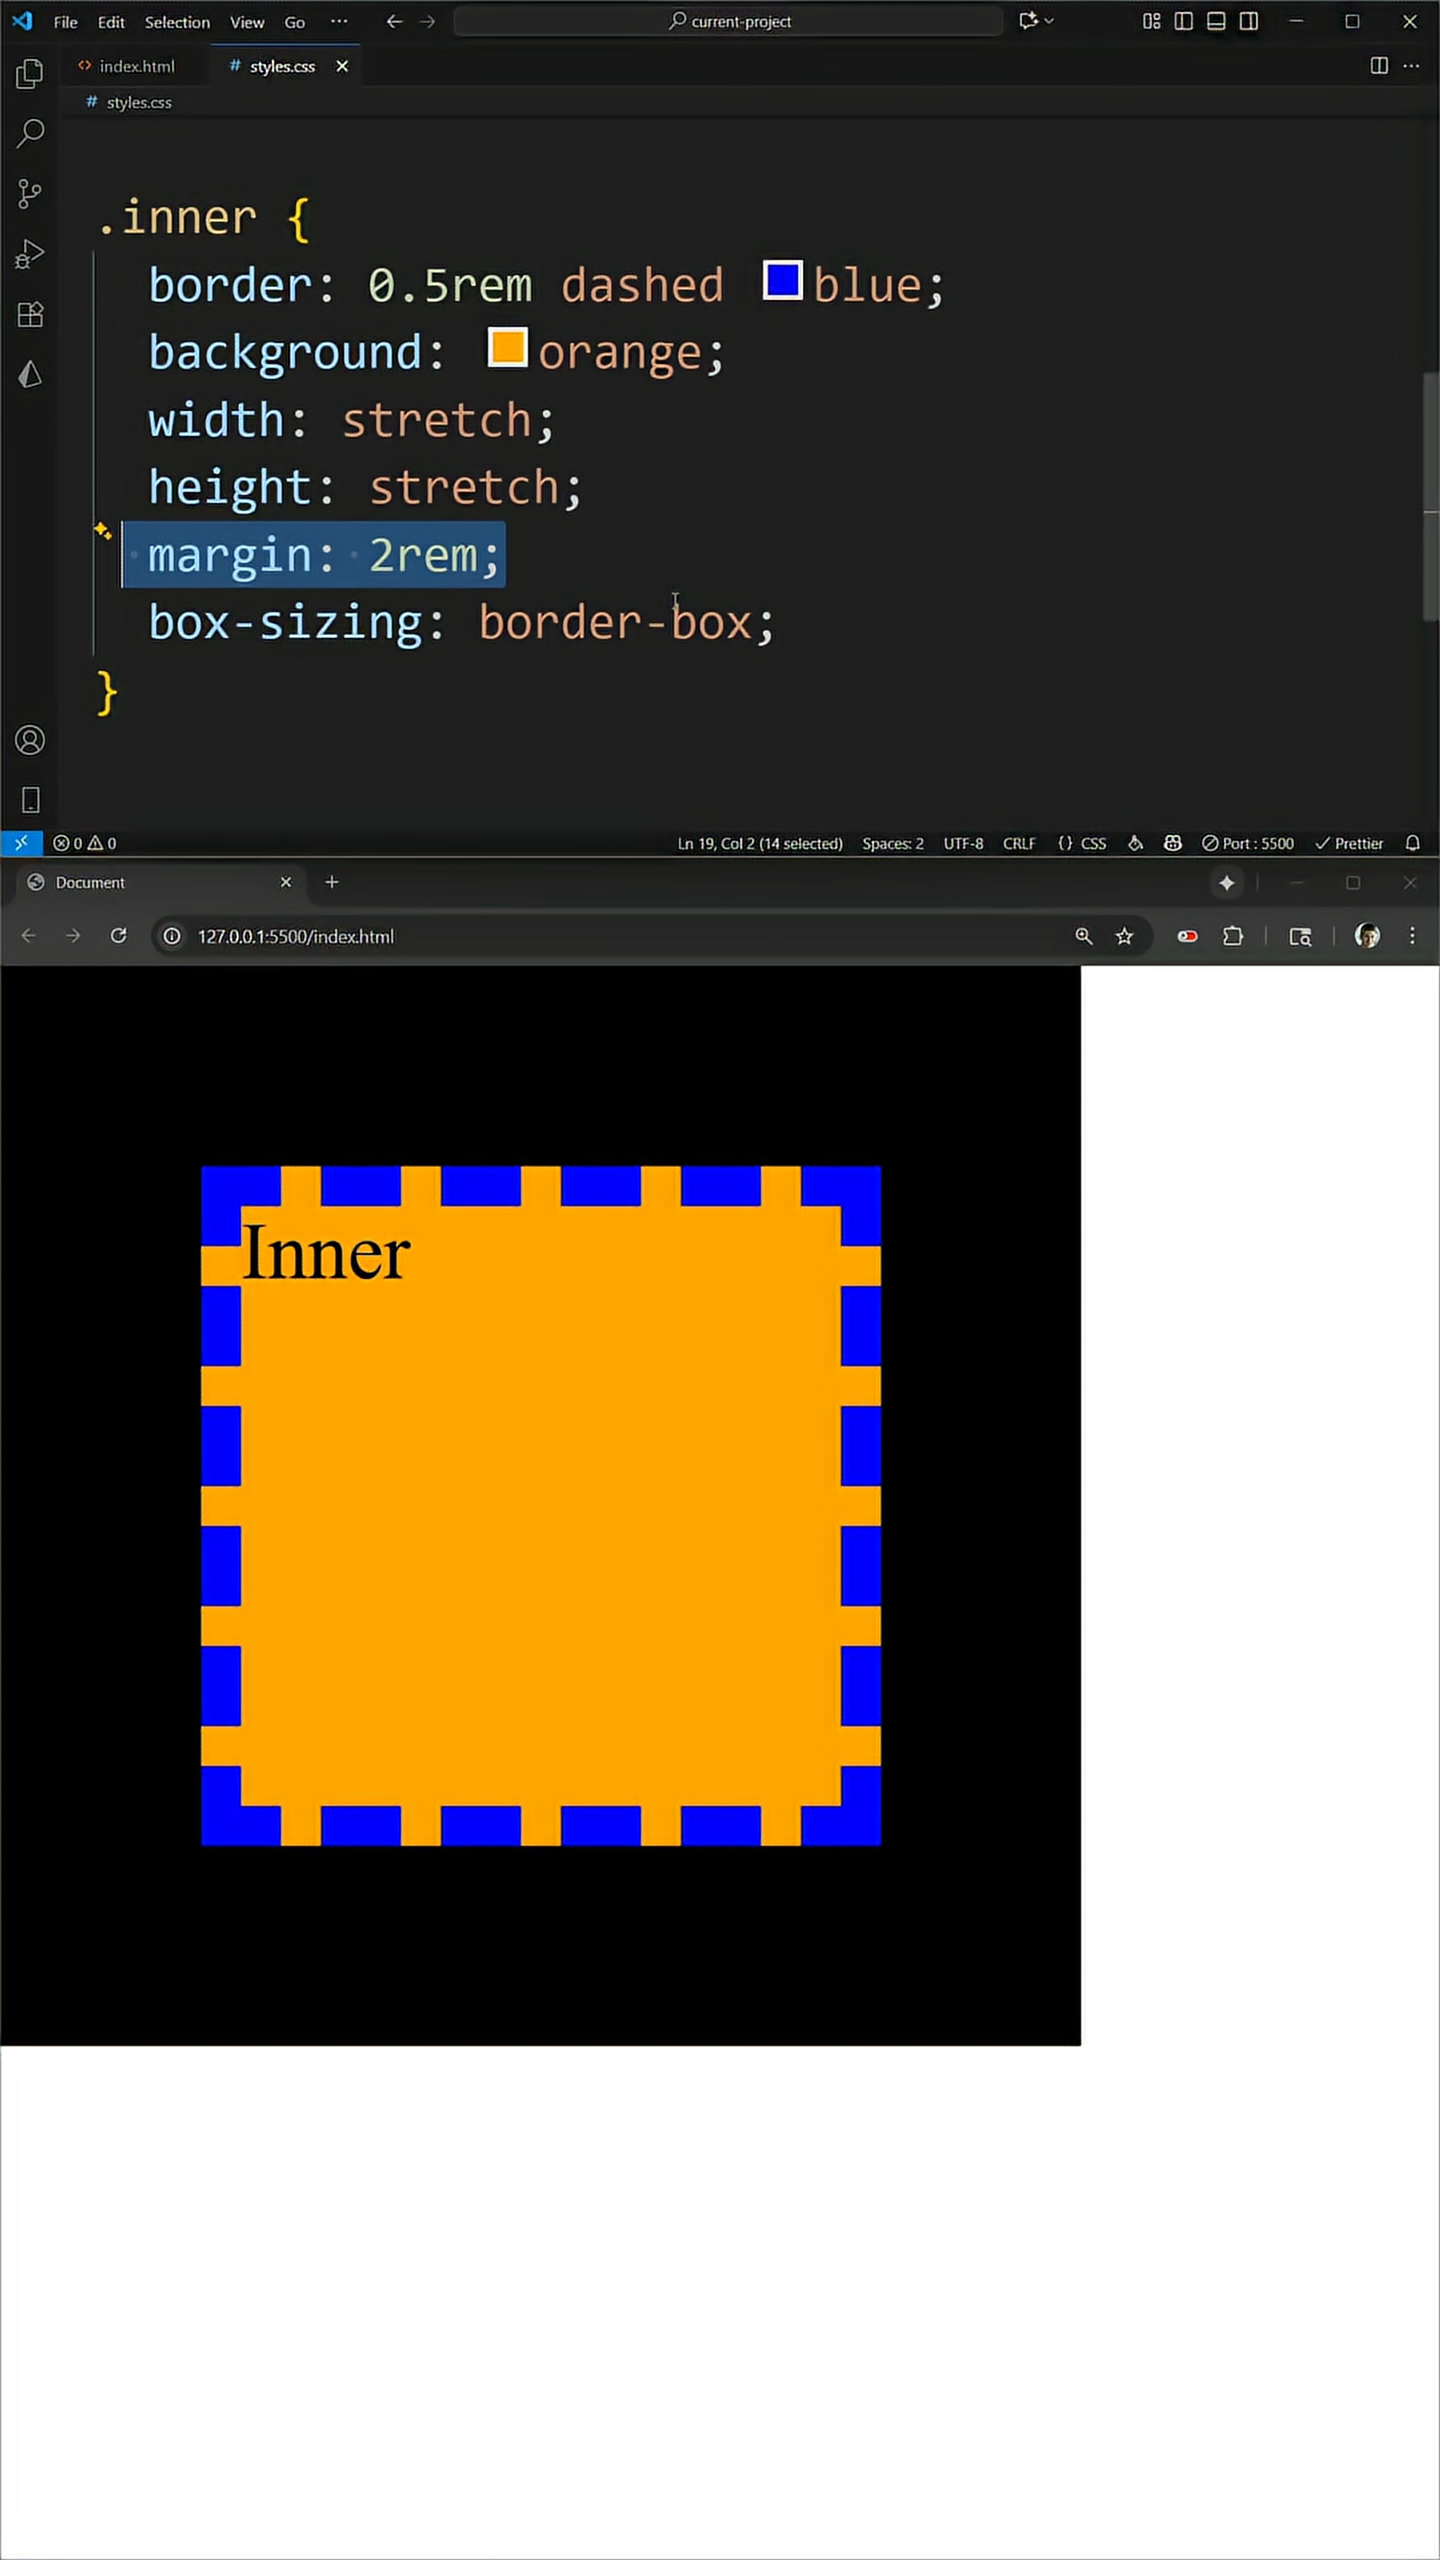 File Edit Selection View Go ··· current-project
index.html styles.css
styles.css
.inner {
border: 0.5rem dashed blue;
background: orange;
width: stretch;
height: stretch;
margin: 2rem;
box-sizing: border-box;
}
0 0 Ln 19, Col 2 (14 selected) Spaces: 2 UTF-8 CRLF {} CSS Port : 5500 Prettier
Document
127.0.0.1:5500/index.html
Inner